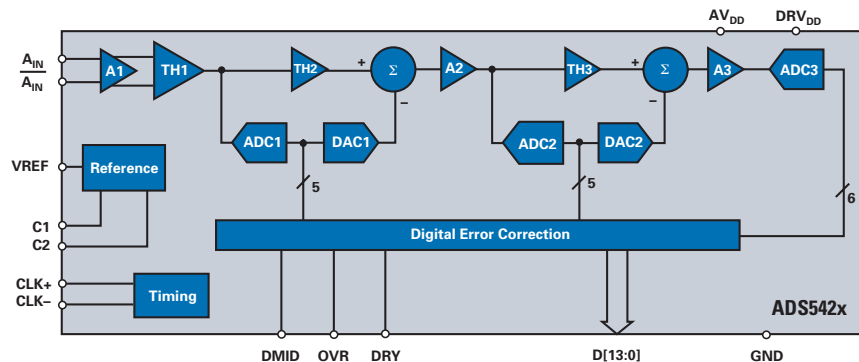 AVDD DRVDD
AIN
AIN
A1 TH1 TH2 + Σ A2 TH3 + Σ A3 ADC3
– –
ADC1 DAC1 ADC2 DAC2
VREF Reference
5 5 6
C1
C2
Digital Error Correction
CLK+
CLK–
Timing
ADS542x
DMID OVR DRY D[13:0] GND